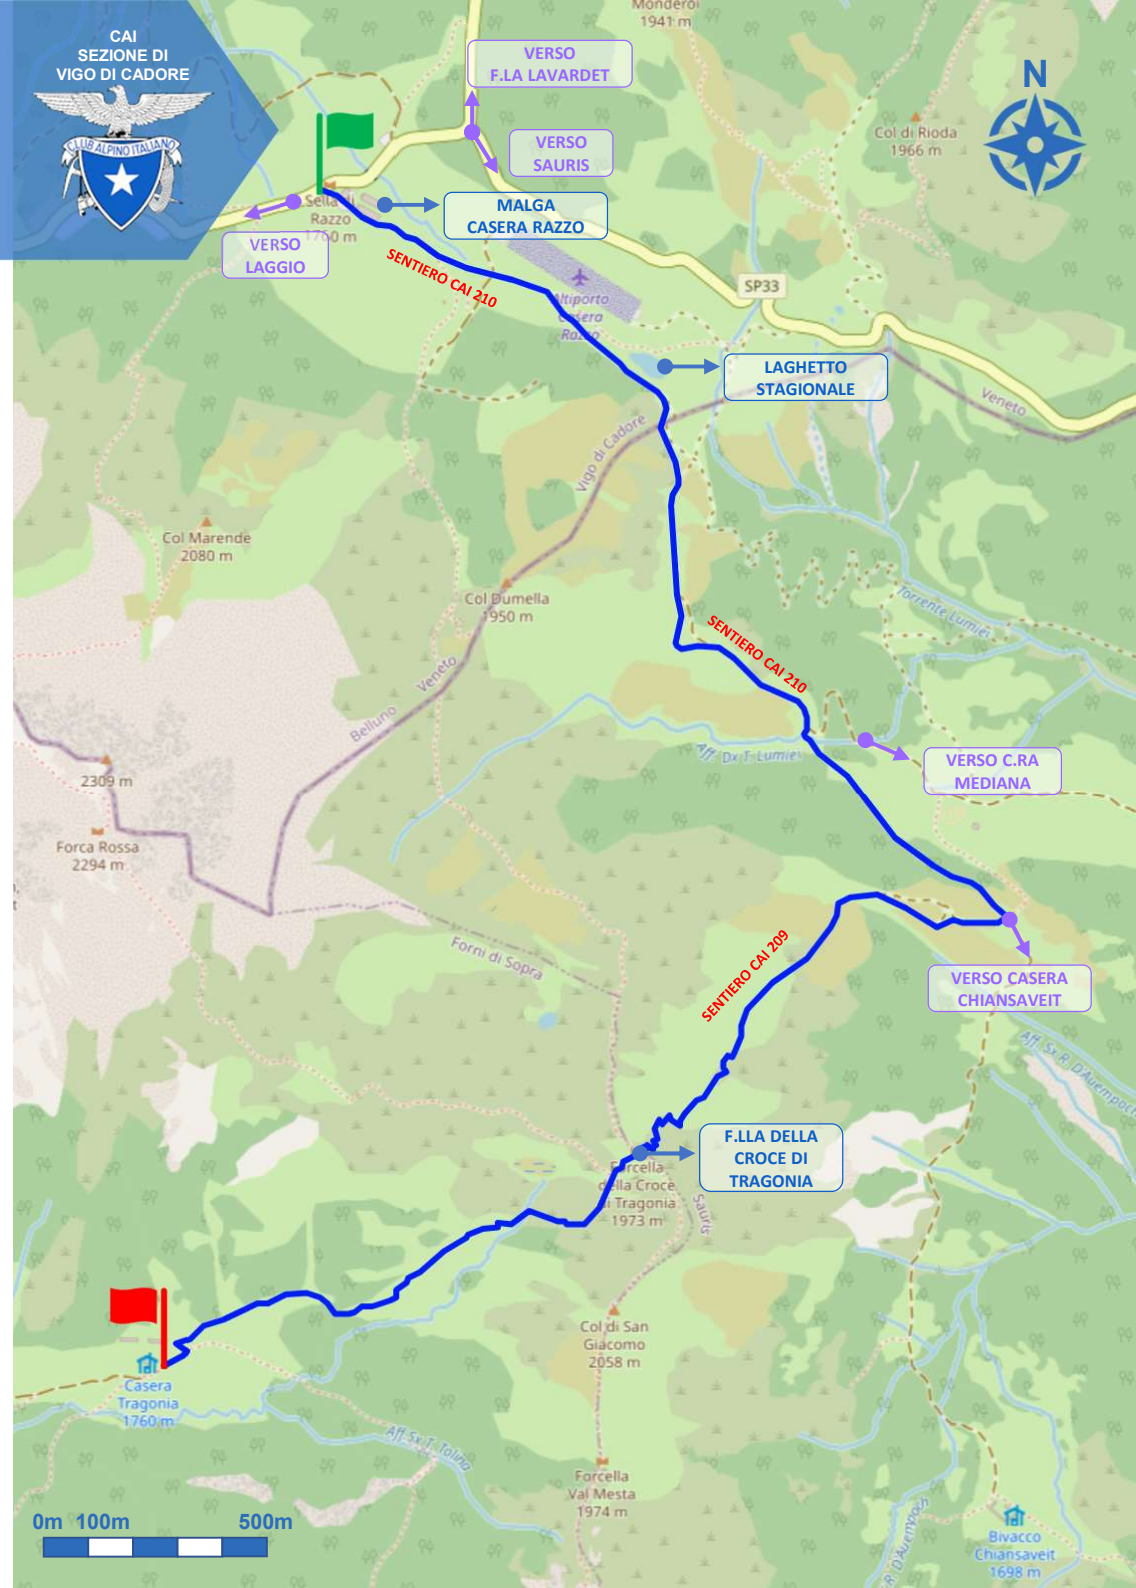 CAI
SEZIONE DI
VIGO DI CADORE
CLUB ALPINO ITALIANO
Monderoi
1941 m
VERSO
F.LA LAVARDET
N
VERSO
SAURIS
Col di Rioda
1966 m
MALGA
CASERA RAZZO
Sella di
Razzo
1760 m
VERSO
LAGGIO
SENTIERO CAI 210
Altiporto
Casera
Razzo
SP33
LAGHETTO
STAGIONALE
Veneto
Vigo di Cadore
Col Marende
2080 m
Col Dumella
1950 m
Torrente Lumiei
SENTIERO CAI 210
Veneto
Belluno
Aff. Dx T. Lumiei
VERSO C.RA
MEDIANA
2309 m
Forca Rossa
2294 m
Forni di Sopra
SENTIERO CAI 209
VERSO CASERA
CHIANSAVEIT
Aff. Sx R. D'Auempoch
F.LLA DELLA
CROCE DI
TRAGONIA
Forcella
della Croce
di Tragonia
1973 m
Sauris
Col di San
Giacomo
2058 m
Casera
Tragonia
1760 m
Aff. Sx T. Tolina
Forcella
Val Mesta
1974 m
0m 100m 500m
R. D'Auempoch
Bivacco
Chiansaveit
1698 m